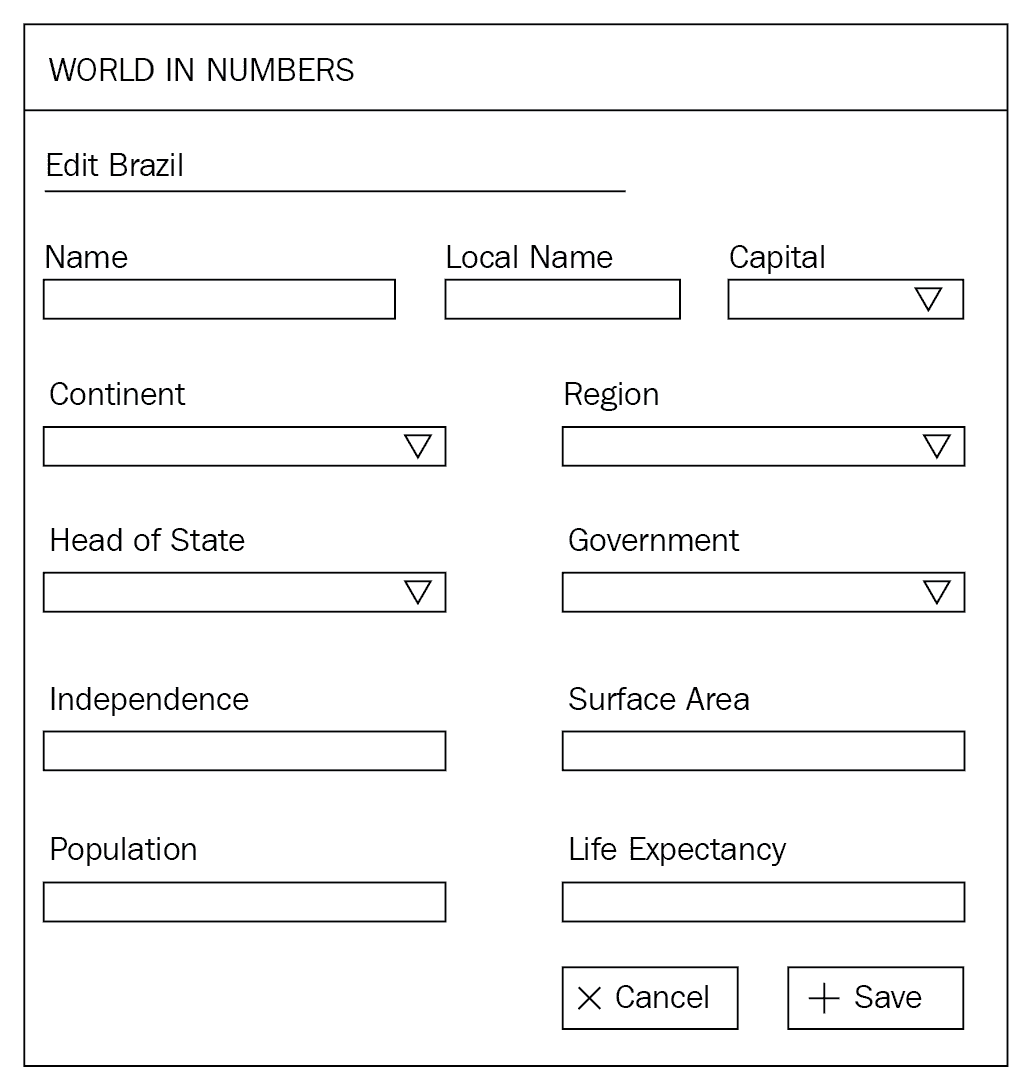 WORLD IN NUMBERS
Edit Brazil
Name Local Name Capital
Continent Region
Head of State Government
Independence Surface Area
Population Life Expectancy
Cancel Save